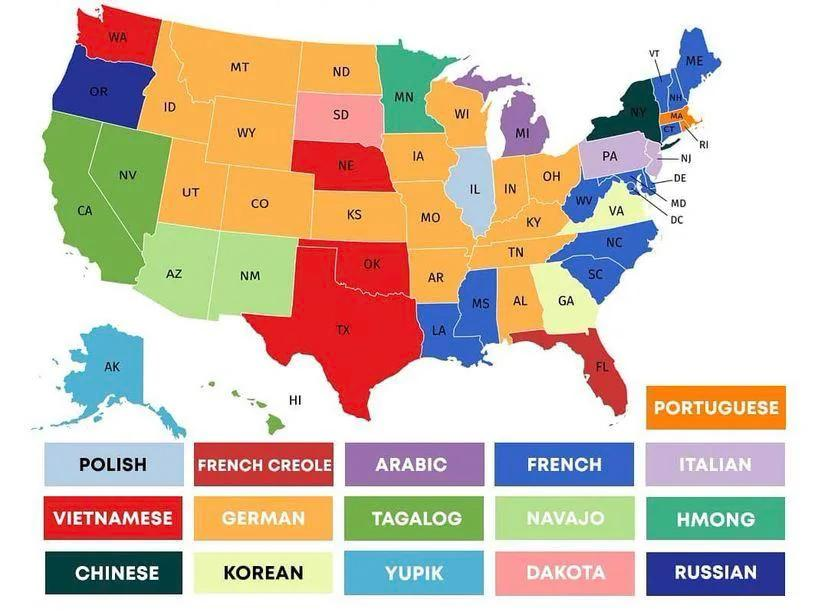 WA
OR
MT
ID
WY
ND
SD
MN
WI
MI
NE
IA
NV
CA
UT
CO
KS
MO
IL
IN
OH
KY
TN
AZ
NM
OK
TX
AR
LA
MS
AL
GA
FL
SC
NC
VA
WV
PA
NY
VT
ME
NH
MA
CT
RI
NJ
DE
MD
DC
AK
HI
PORTUGUESE
POLISH
FRENCH CREOLE
ARABIC
FRENCH
ITALIAN
VIETNAMESE
GERMAN
TAGALOG
NAVAJO
HMONG
CHINESE
KOREAN
YUPIK
DAKOTA
RUSSIAN